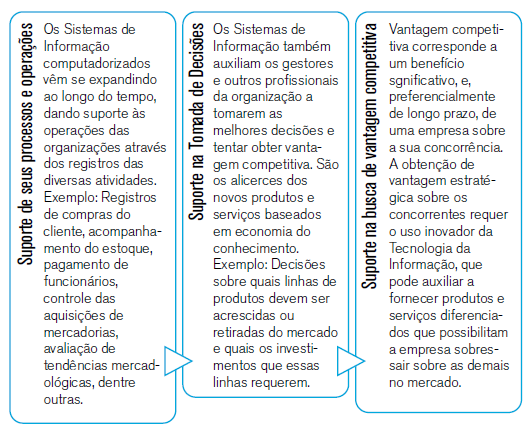 Suporte de seus processos e operações
Os Sistemas de
Informação
computadorizados
vêm se expandindo
ao longo do tempo,
dando suporte às
operações das
organizações através
dos registros das
diversas atividades.
Exemplo: Registros
de compras do
cliente, acompanha-
mento do estoque,
pagamento de
funcionários,
controle das
aquisições de
mercadorias,
avaliação de
tendências mercad-
ológicas, dentre
outras.
Suporte na Tomada de Decisões
Os Sistemas de
Informação também
auxiliam os gestores
e outros profissionais
da organização a
tomarem as
melhores decisões e
tentar obter vanta-
gem competitiva. São
os alicerces dos
novos produtos e
serviços baseados
em economia do
conhecimento.
Exemplo: Decisões
sobre quais linhas de
produtos devem ser
acrescidas ou
retiradas do mercado
e quais os investi-
mentos que essas
linhas requerem.
Suporte na busca de vantagem competitiva
Vantagem competi-
tiva corresponde a
um benefício
sgnificativo, e,
preferencialmente
de longo prazo, de
uma empresa sobre
a sua concorrência.
A obtenção de
vantagem estraté-
gica sobre os
concorrentes requer
o uso inovador da
Tecnologia da
Informação, que
pode auxiliar a
fornecer produtos e
serviços diferencia-
dos que possibilitam
a empresa sobres-
sair sobre as demais
no mercado.